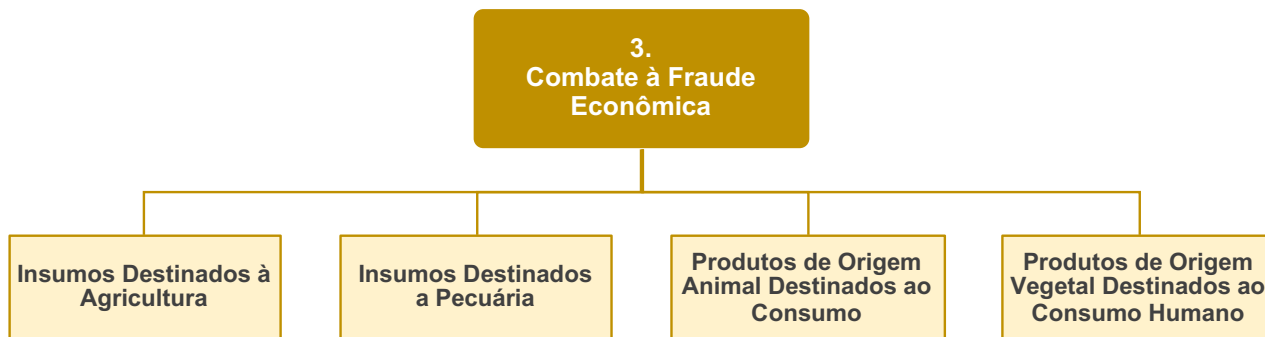 3.
Combate à Fraude
Econômica
Insumos Destinados à
Agricultura
Insumos Destinados
a Pecuária
Produtos de Origem
Animal Destinados ao
Consumo
Produtos de Origem
Vegetal Destinados ao
Consumo Humano